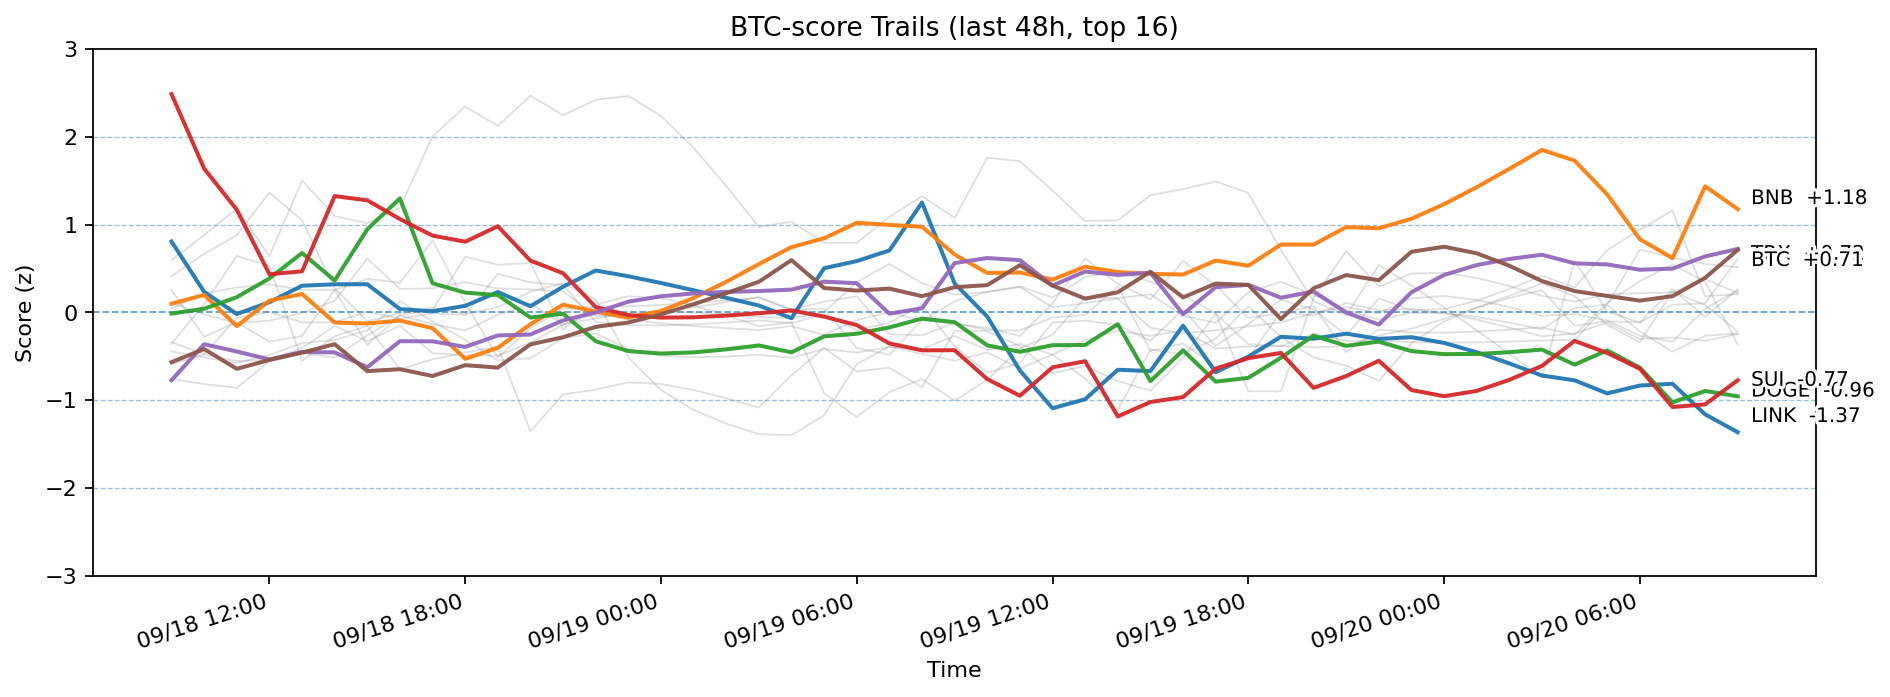 BTC-score Trails (last 48h, top 16)
Score (z)
3
2
1
0
−1
−2
−3
BNB +1.18
BTC +0.71
SUI -0.77
DOGE -0.96
LINK -1.37
09/18 12:00
09/18 18:00
09/19 00:00
09/19 06:00
09/19 12:00
09/19 18:00
09/20 00:00
09/20 06:00
Time